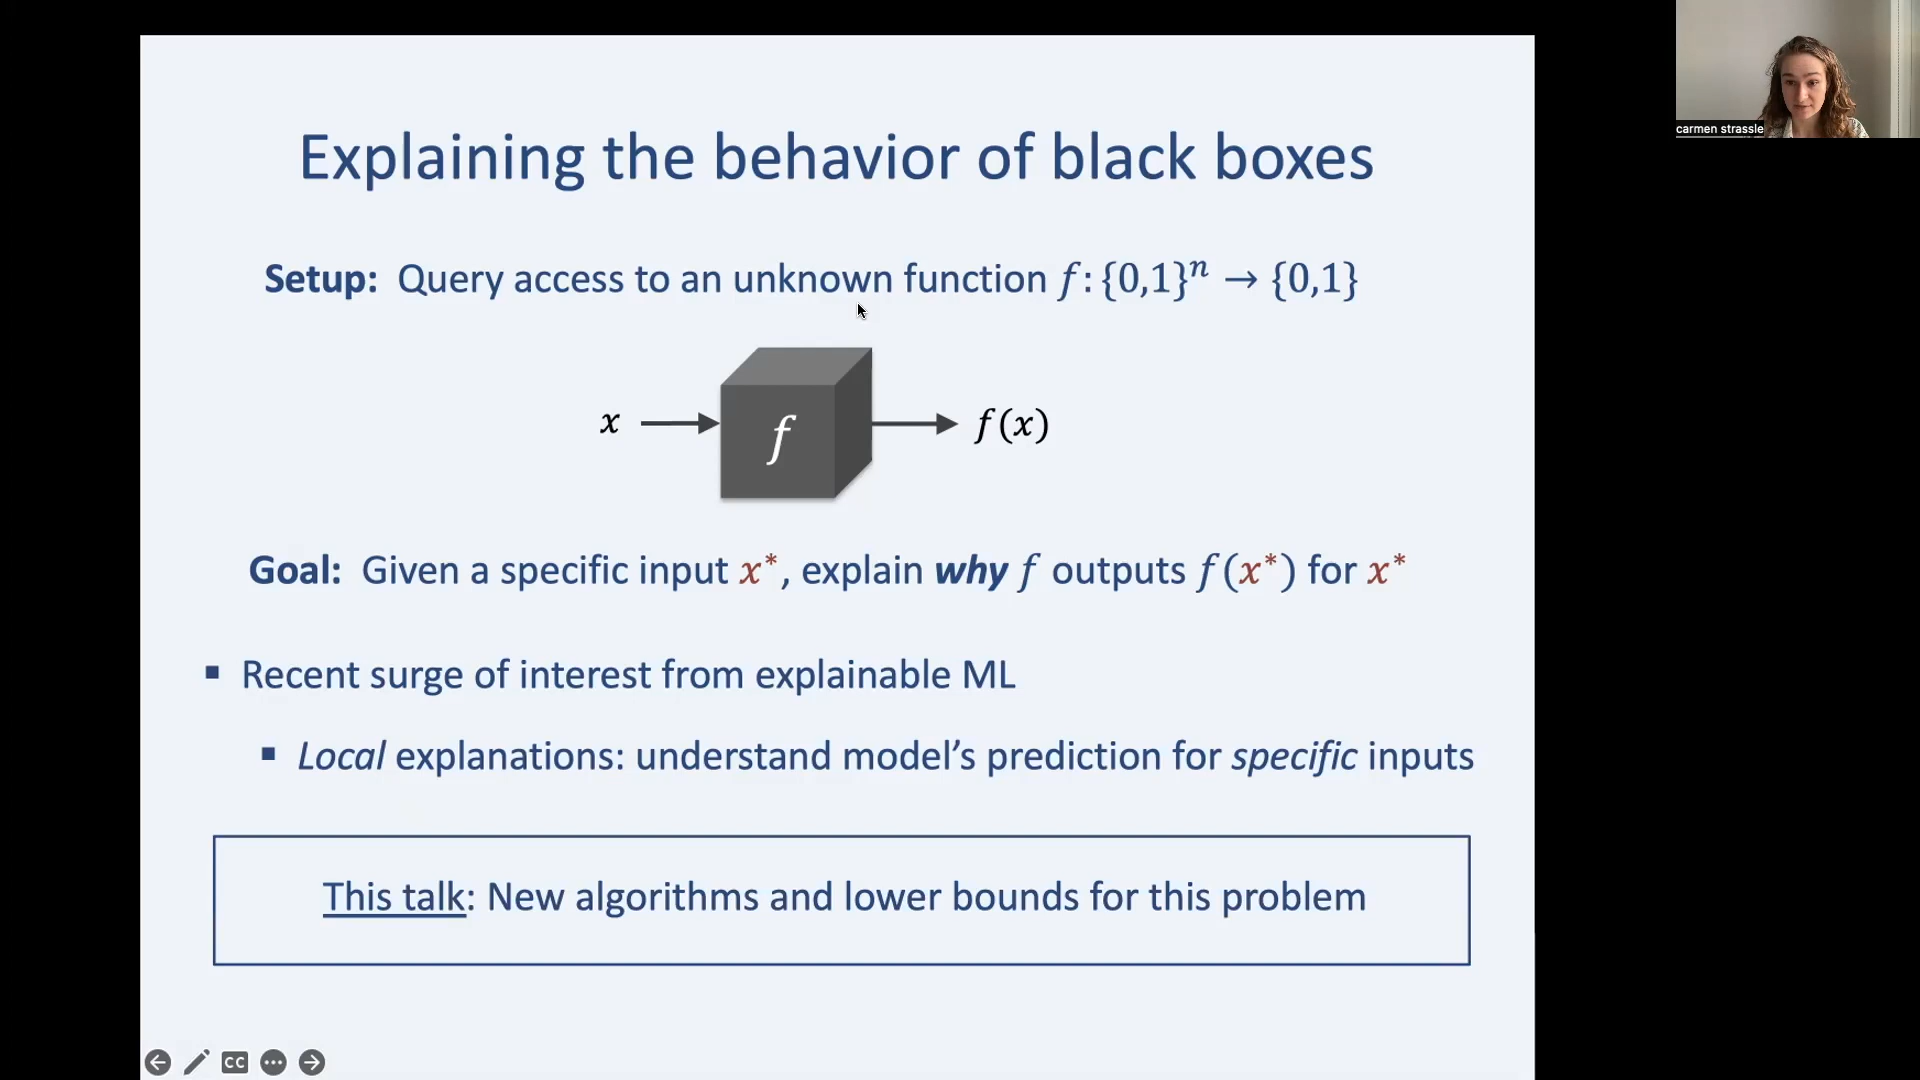 carmen strassle
Explaining the behavior of black boxes
Setup: Query access to an unknown function f: {0,1}ⁿ → {0,1}
x
f
f(x)
Goal: Given a specific input x*, explain why f outputs f(x*) for x*
▪ Recent surge of interest from explainable ML
▪ Local explanations: understand model’s prediction for specific inputs
This talk: New algorithms and lower bounds for this problem
CC